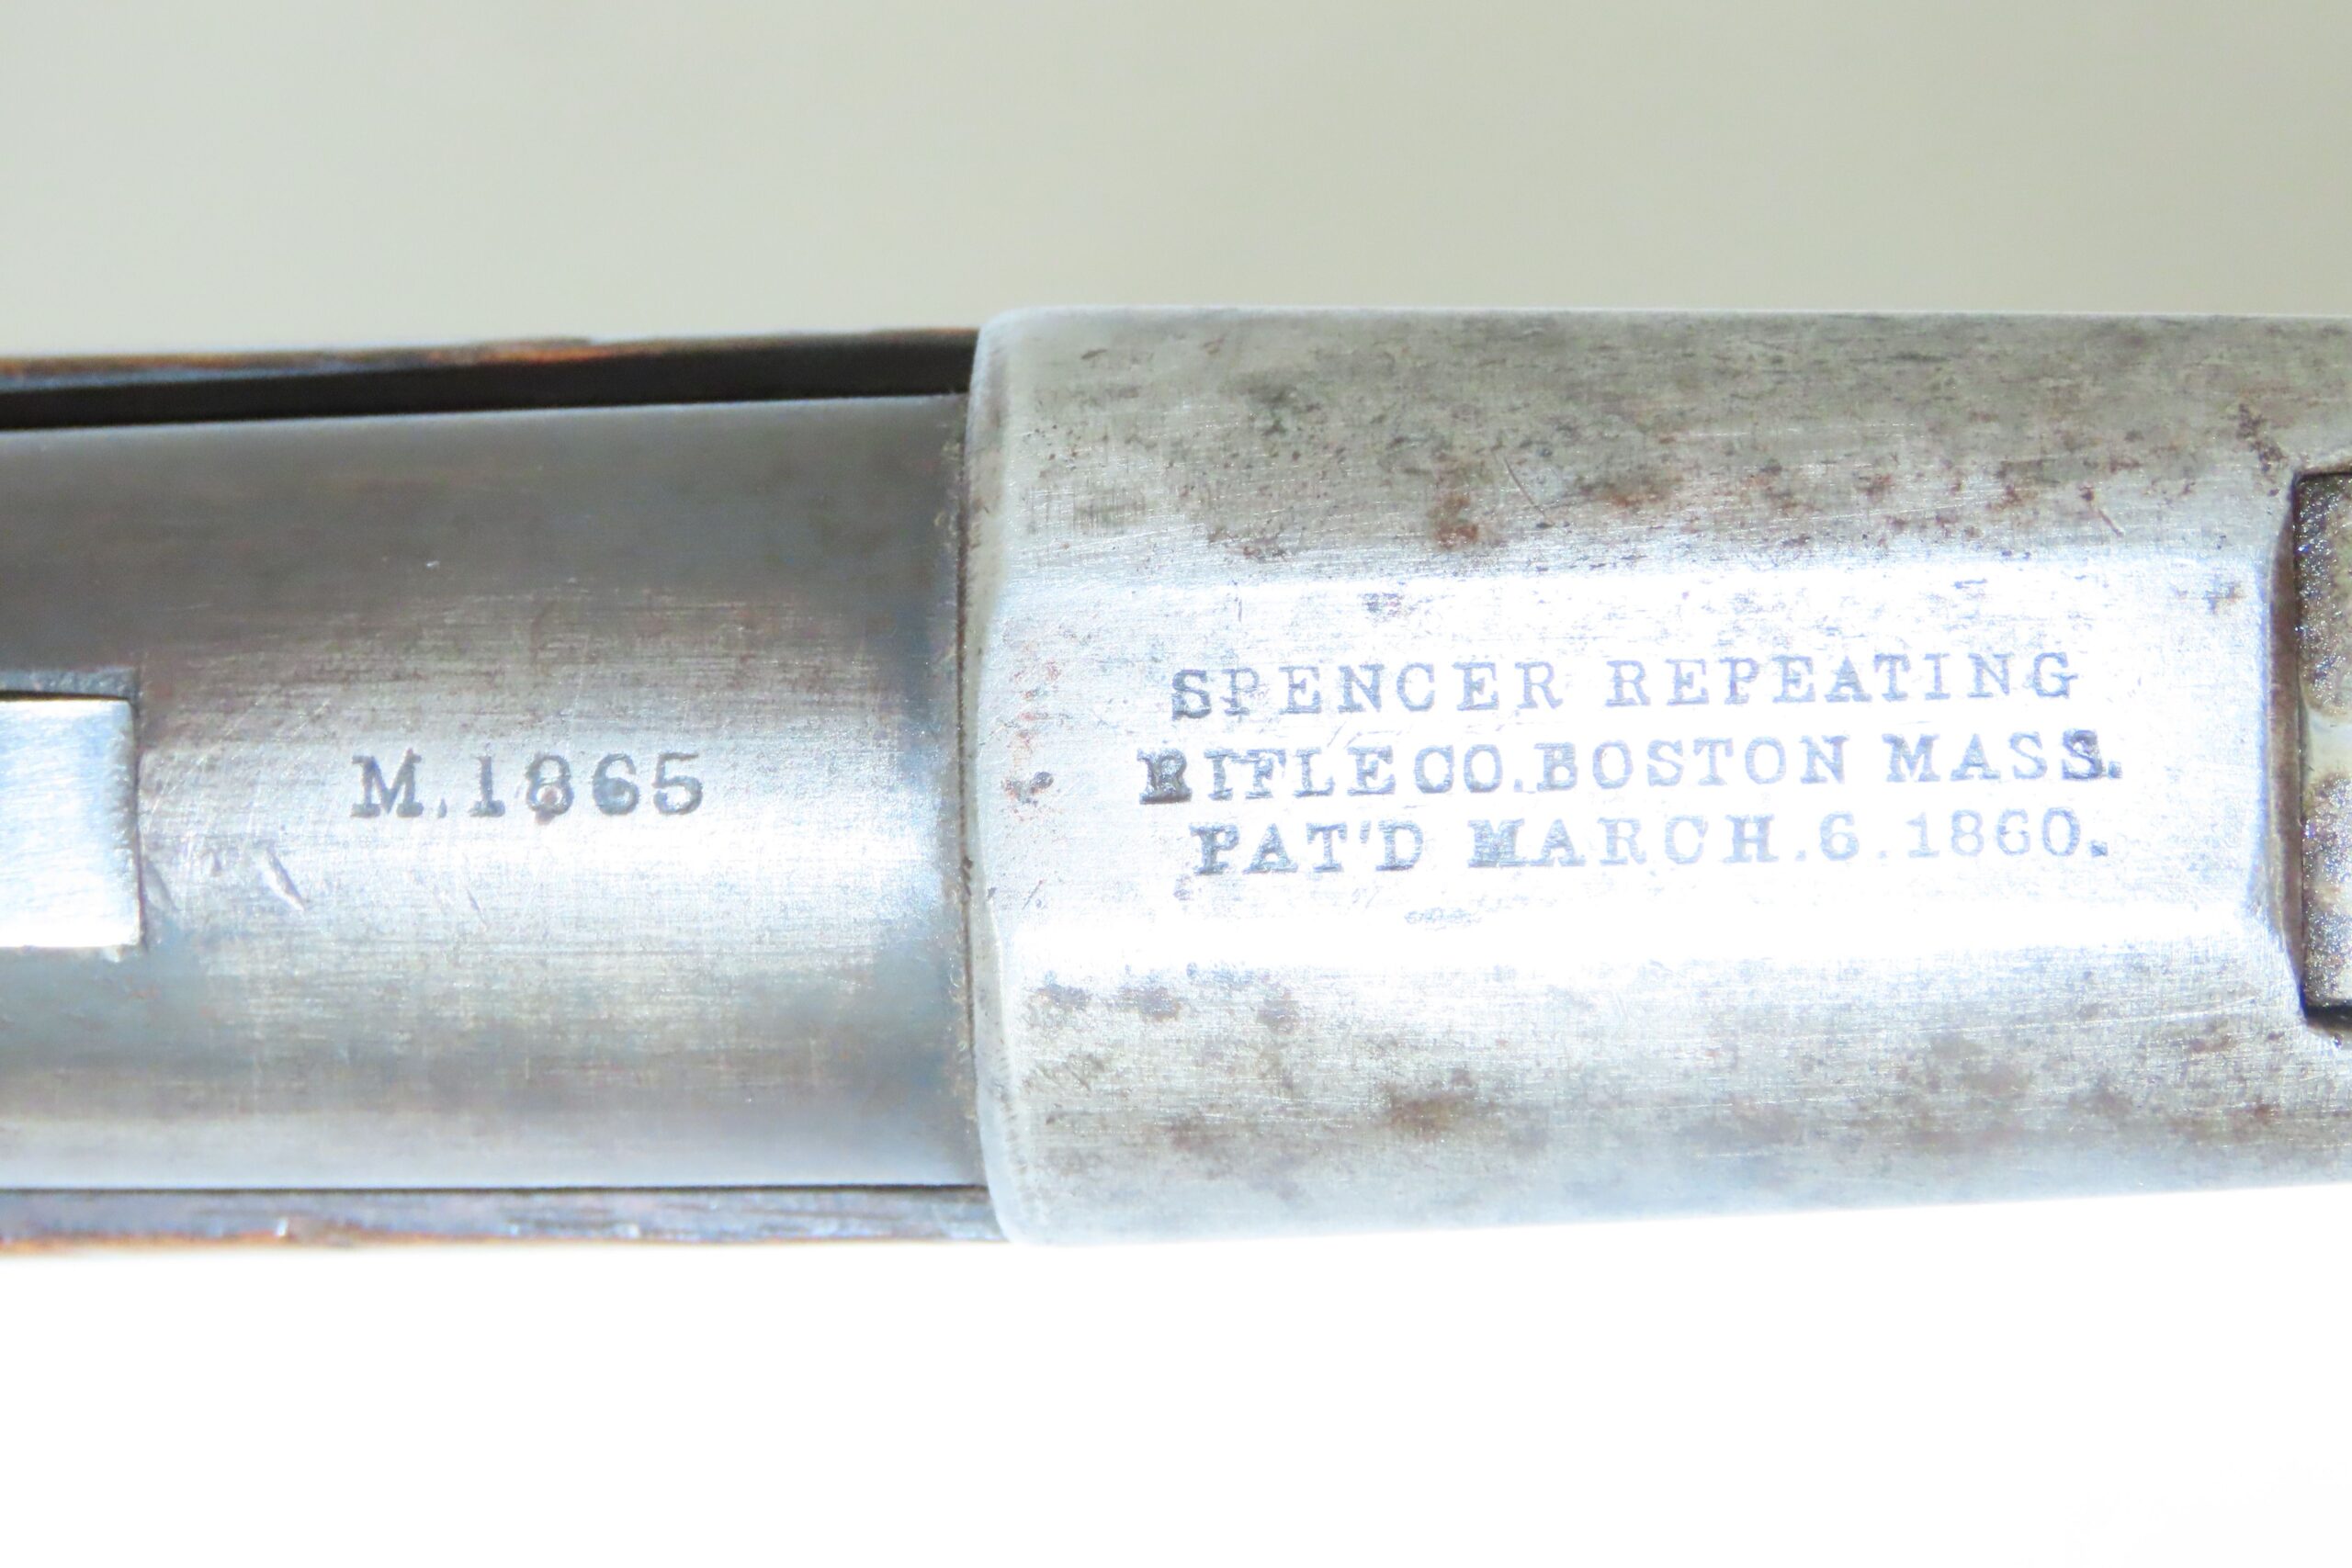 M.1865
SPENCER REPEATING
RIFLE CO. BOSTON MASS.
PAT'D MARCH.6.1860.